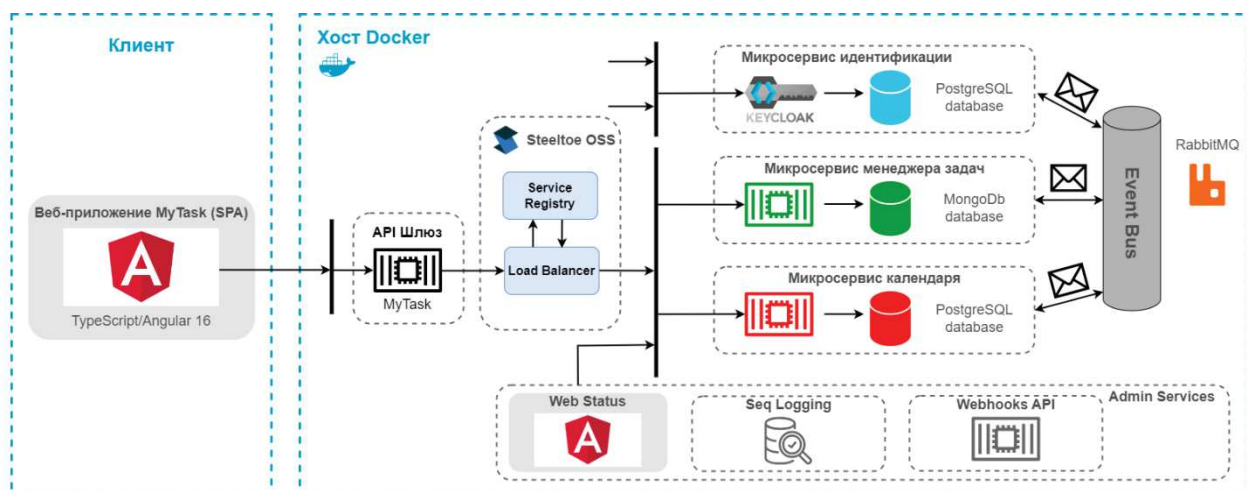 Клиент
Веб-приложение MyTask (SPA)
TypeScript/Angular 16
Хост Docker
API Шлюз
MyTask
Steeltoe OSS
Service
Registry
Load Balancer
Микросервис идентификации
KEYCLOAK
PostgreSQL
database
Микросервис менеджера задач
MongoDb
database
Микросервис календаря
PostgreSQL
database
Event Bus
RabbitMQ
Web Status
Seq Logging
Webhooks API
Admin Services